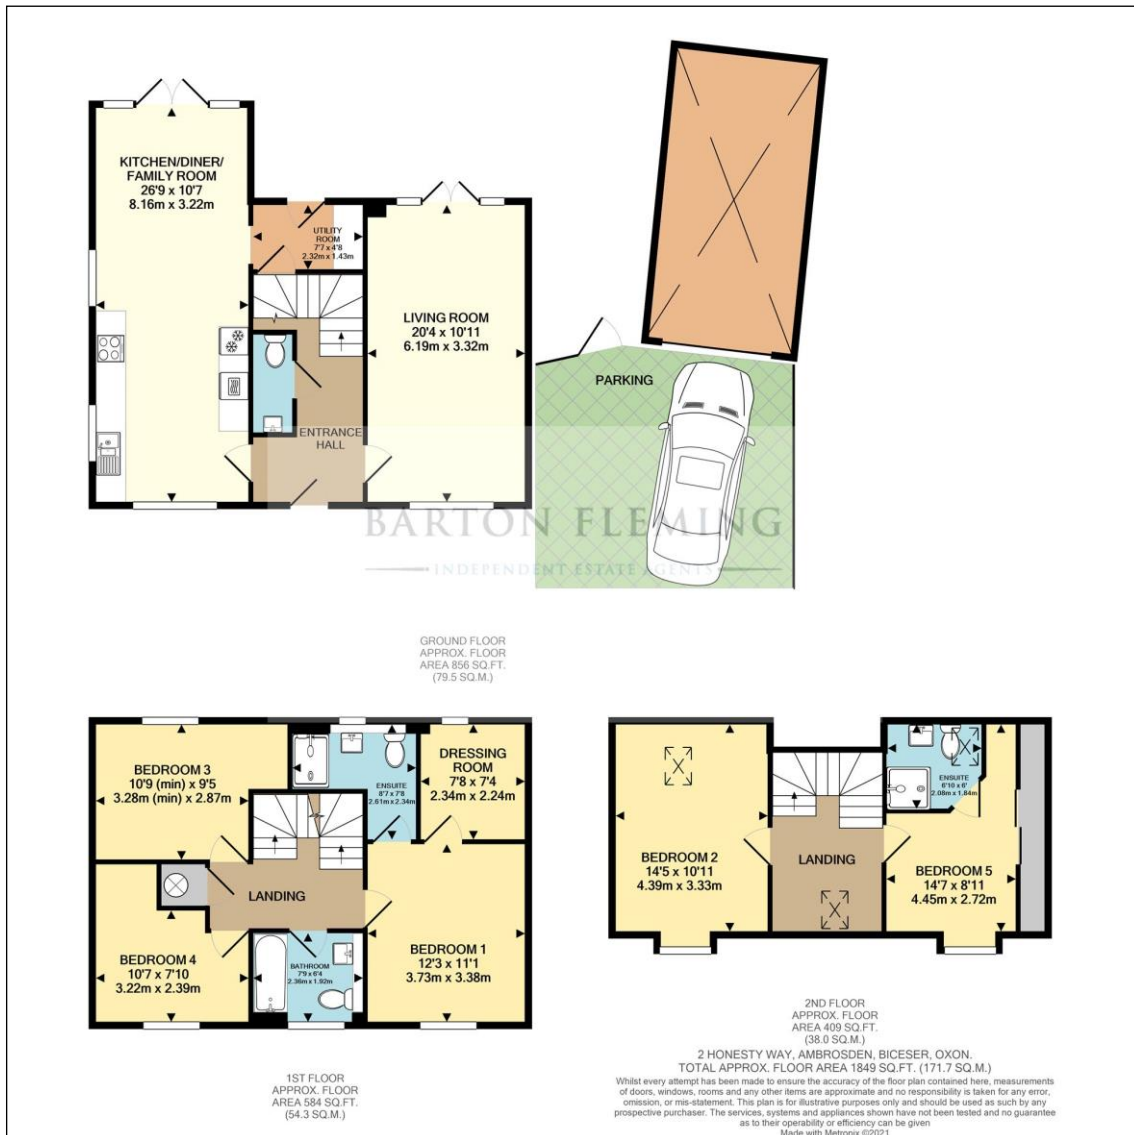 KITCHEN/DINER/
FAMILY ROOM
26'9 x 10'7
8.16m x 3.22m
UTILITY
ROOM
7'7 x 4'8
2.32m x 1.43m
LIVING ROOM
20'4 x 10'11
6.19m x 3.32m
ENTRANCE
HALL
PARKING
BARTON FLEMING
INDEPENDENT ESTATE AGENTS
GROUND FLOOR
APPROX. FLOOR
AREA 856 SQ.FT.
(79.5 SQ.M.)
BEDROOM 3
10'9 (min) x 9'5
3.28m (min) x 2.87m
ENSUITE
8'7 x 7'8
2.61m x 2.34m
DRESSING
ROOM
7'8 x 7'4
2.34m x 2.24m
LANDING
BEDROOM 4
10'7 x 7'10
3.22m x 2.39m
BATHROOM
7'9 x 6'4
2.36m x 1.92m
BEDROOM 1
12'3 x 11'1
3.73m x 3.38m
1ST FLOOR
APPROX. FLOOR
AREA 584 SQ.FT.
(54.3 SQ.M.)
BEDROOM 2
14'5 x 10'11
4.39m x 3.33m
LANDING
ENSUITE
6'10 x 6'
2.08m x 1.84m
BEDROOM 5
14'7 x 8'11
4.45m x 2.72m
2ND FLOOR
APPROX. FLOOR
AREA 409 SQ.FT.
(38.0 SQ.M.)
2 HONESTY WAY, AMBROSDEN, BICESER, OXON.
TOTAL APPROX. FLOOR AREA 1849 SQ.FT. (171.7 SQ.M.)
Whilst every attempt has been made to ensure the accuracy of the floor plan contained here, measurements
of doors, windows, rooms and any other items are approximate and no responsibility is taken for any error,
omission, or mis-statement. This plan is for illustrative purposes only and should be used as such by any
prospective purchaser. The services, systems and appliances shown have not been tested and no guarantee
as to their operability or efficiency can be given
Made with Metropix ©2021